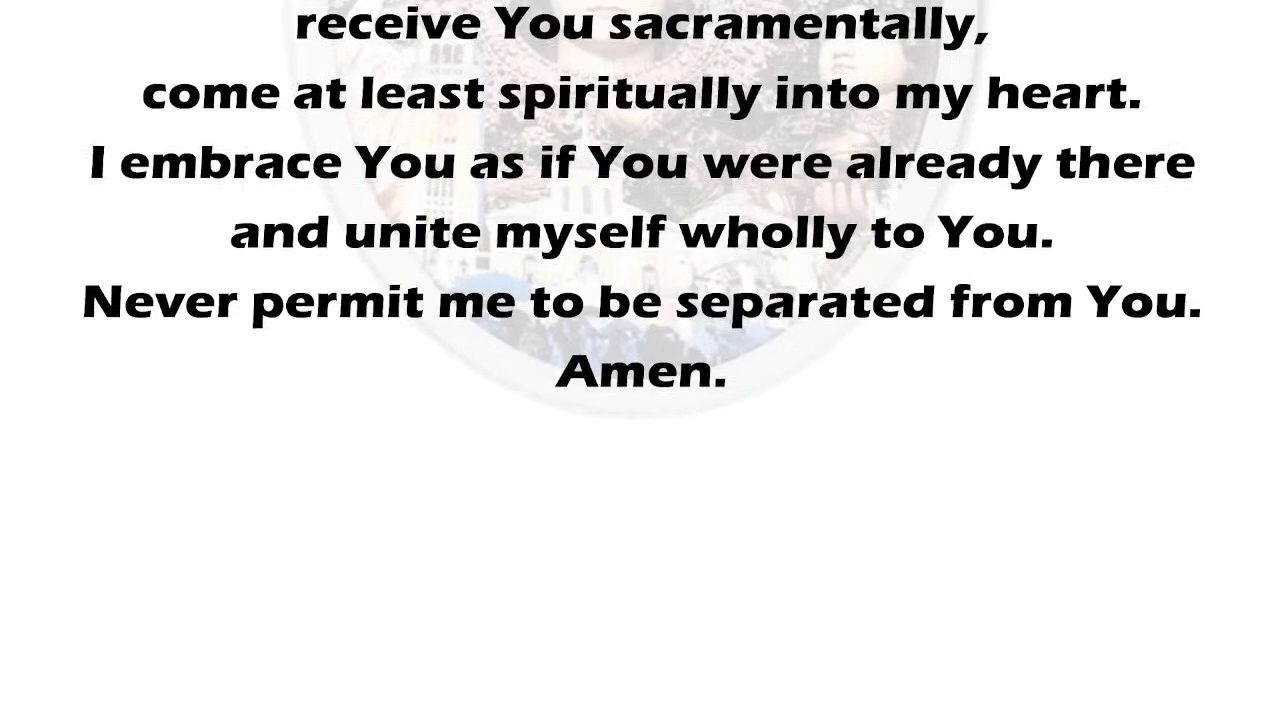 receive You sacramentally,
come at least spiritually into my heart.
I embrace You as if You were already there
and unite myself wholly to You.
Never permit me to be separated from You.
Amen.